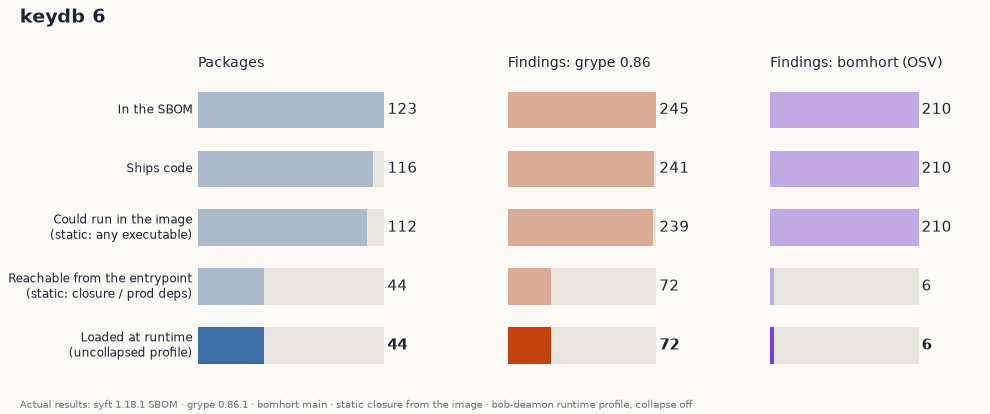 keydb 6
Packages
Findings: grype 0.86
Findings: bomhort (OSV)
In the SBOM
123
245
210
Ships code
116
241
210
Could run in the image
(static: any executable)
112
239
210
Reachable from the entrypoint
(static: closure / prod deps)
44
72
6
Loaded at runtime
(uncollapsed profile)
44
72
6
Actual results: syft 1.18.1 SBOM · grype 0.86.1 · bomhort main · static closure from the image · bob-deamon runtime profile, collapse off